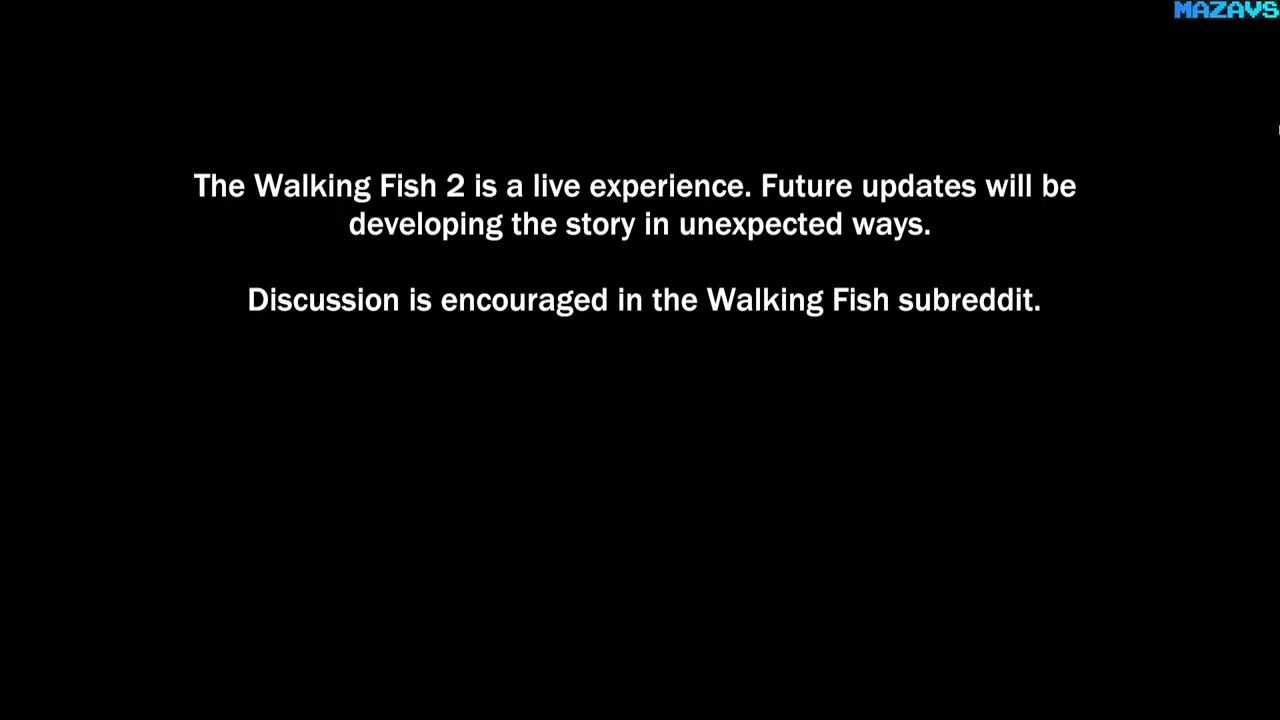 MAZAVS
The Walking Fish 2 is a live experience. Future updates will be
developing the story in unexpected ways.
Discussion is encouraged in the Walking Fish subreddit.